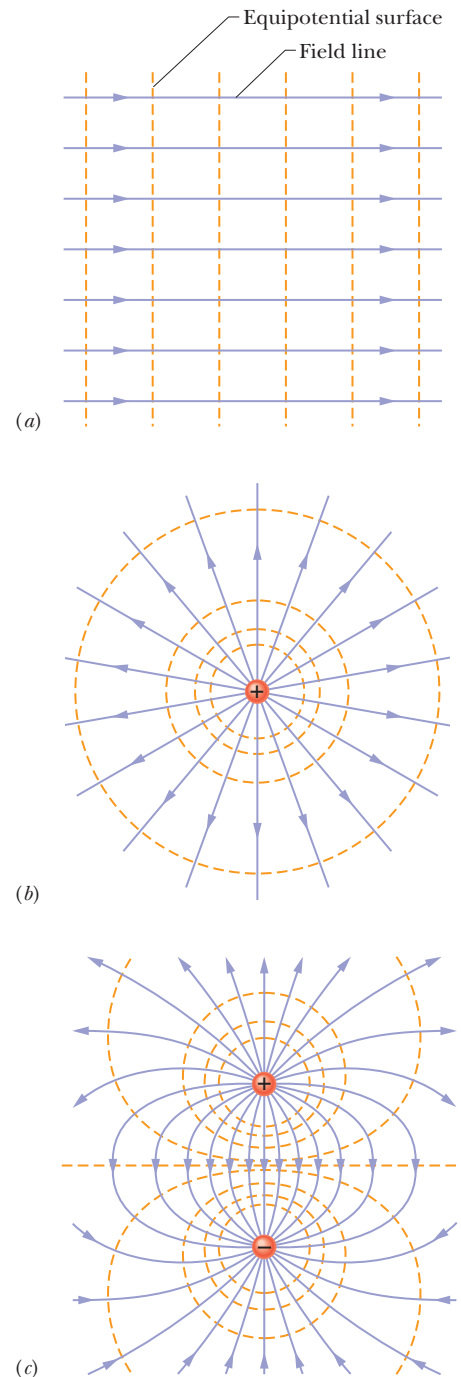 Equipotential surface
Field line
(a)
+
(b)
+
−
(c)